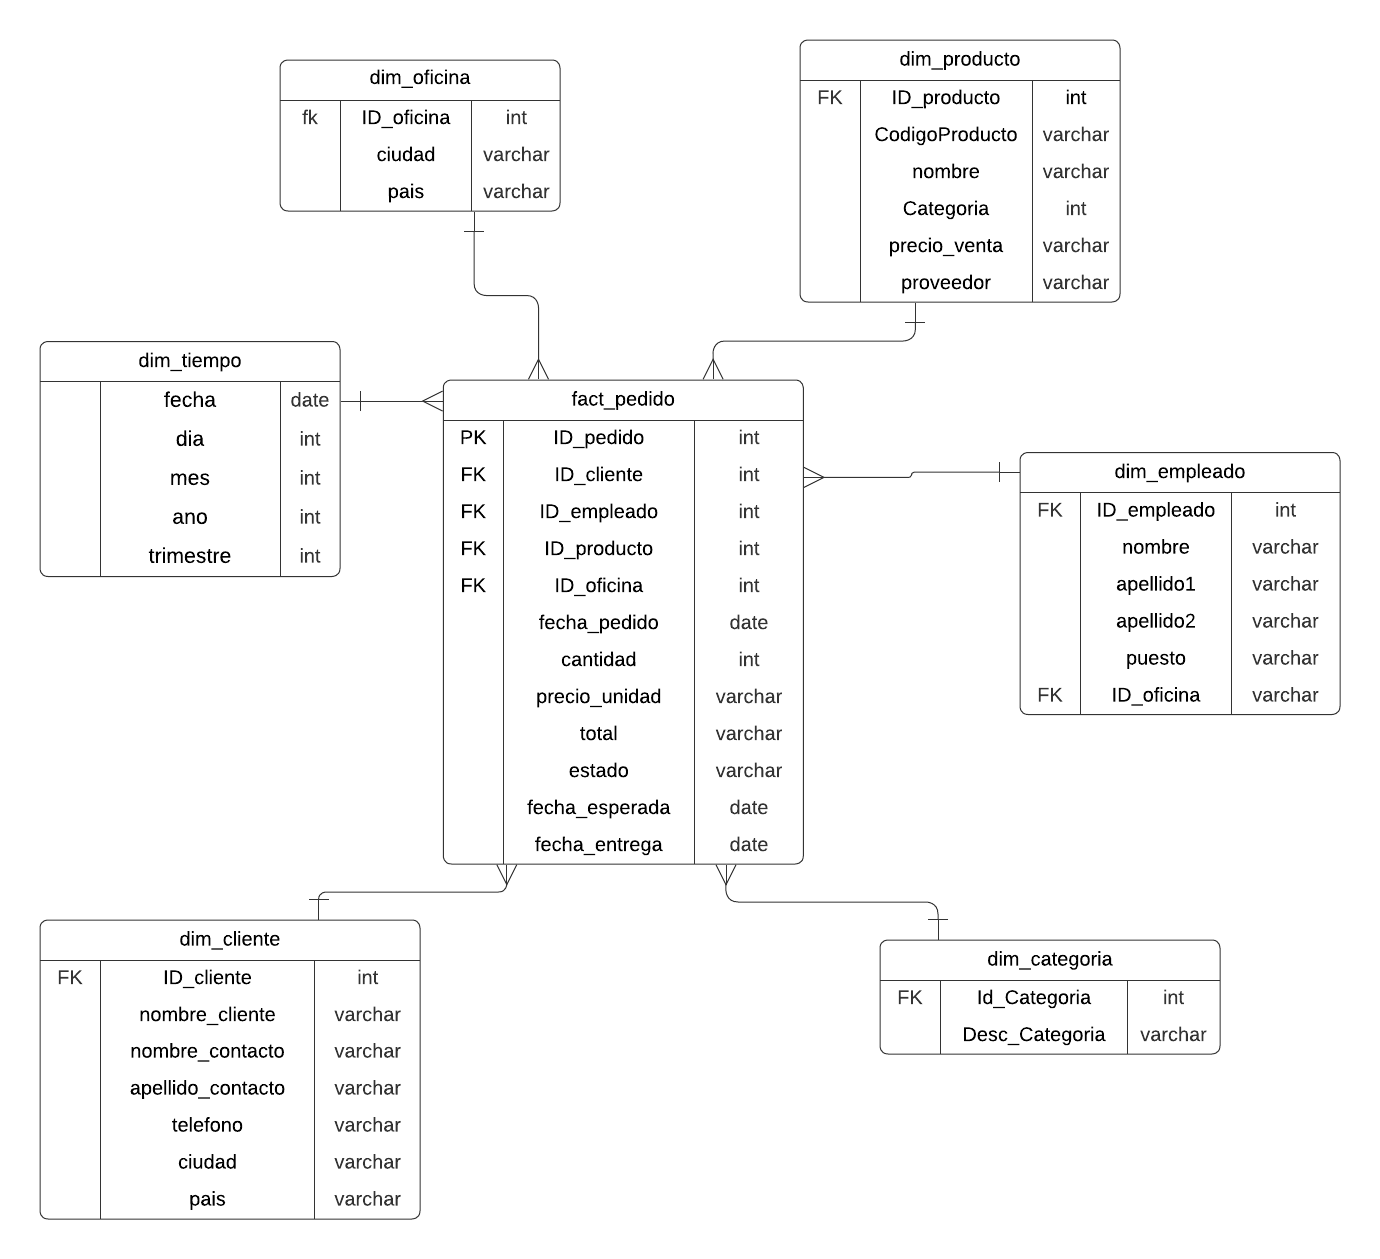 dim_oficina
fk ID_oficina int
ciudad varchar
pais varchar
dim_producto
FK ID_producto int
CodigoProducto varchar
nombre varchar
Categoria int
precio_venta varchar
proveedor varchar
dim_tiempo
fecha date
dia int
mes int
ano int
trimestre int
fact_pedido
PK ID_pedido int
FK ID_cliente int
FK ID_empleado int
FK ID_producto int
FK ID_oficina int
fecha_pedido date
cantidad int
precio_unidad varchar
total varchar
estado varchar
fecha_esperada date
fecha_entrega date
dim_empleado
FK ID_empleado int
nombre varchar
apellido1 varchar
apellido2 varchar
puesto varchar
FK ID_oficina varchar
dim_cliente
FK ID_cliente int
nombre_cliente varchar
nombre_contacto varchar
apellido_contacto varchar
telefono varchar
ciudad varchar
pais varchar
dim_categoria
FK Id_Categoria int
Desc_Categoria varchar